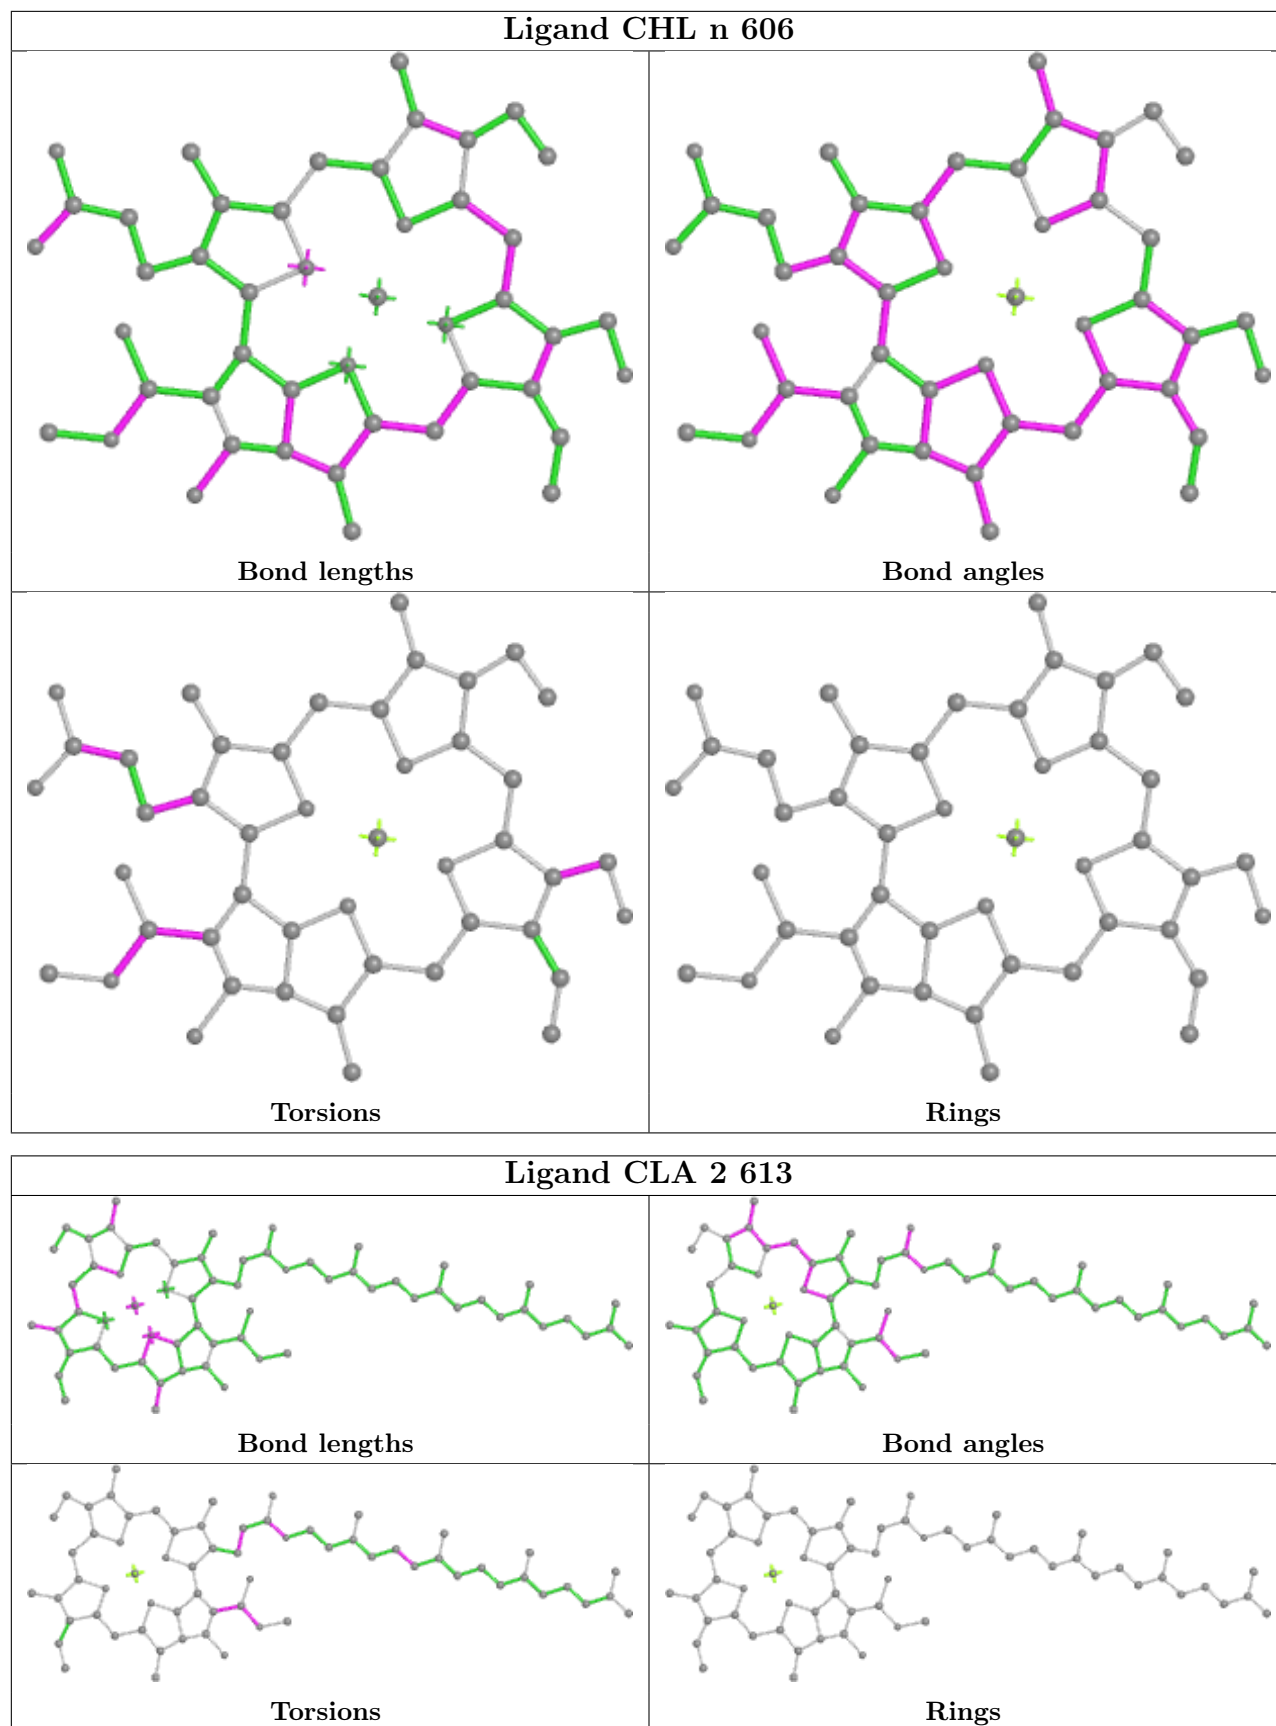 Ligand CHL n 606
Bond lengths
Bond angles
Torsions
Rings
Ligand CLA 2 613
Bond lengths
Bond angles
Torsions
Rings